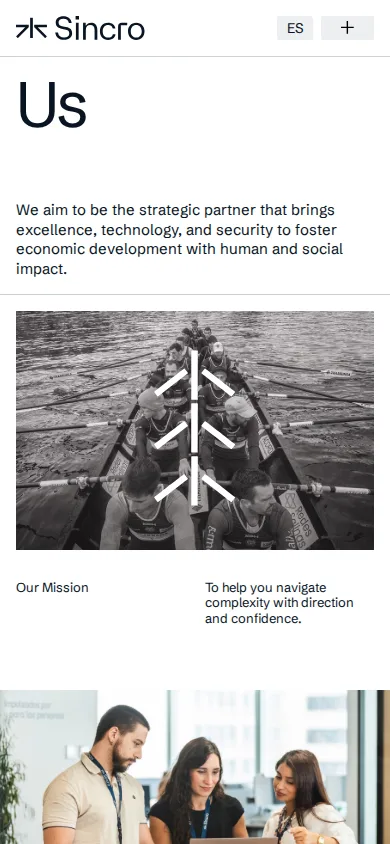 Sincro
ES
+
Us
We aim to be the strategic partner that brings
excellence, technology, and security to foster
economic development with human and social
impact.
Our Mission
To help you navigate
complexity with direction
and confidence.